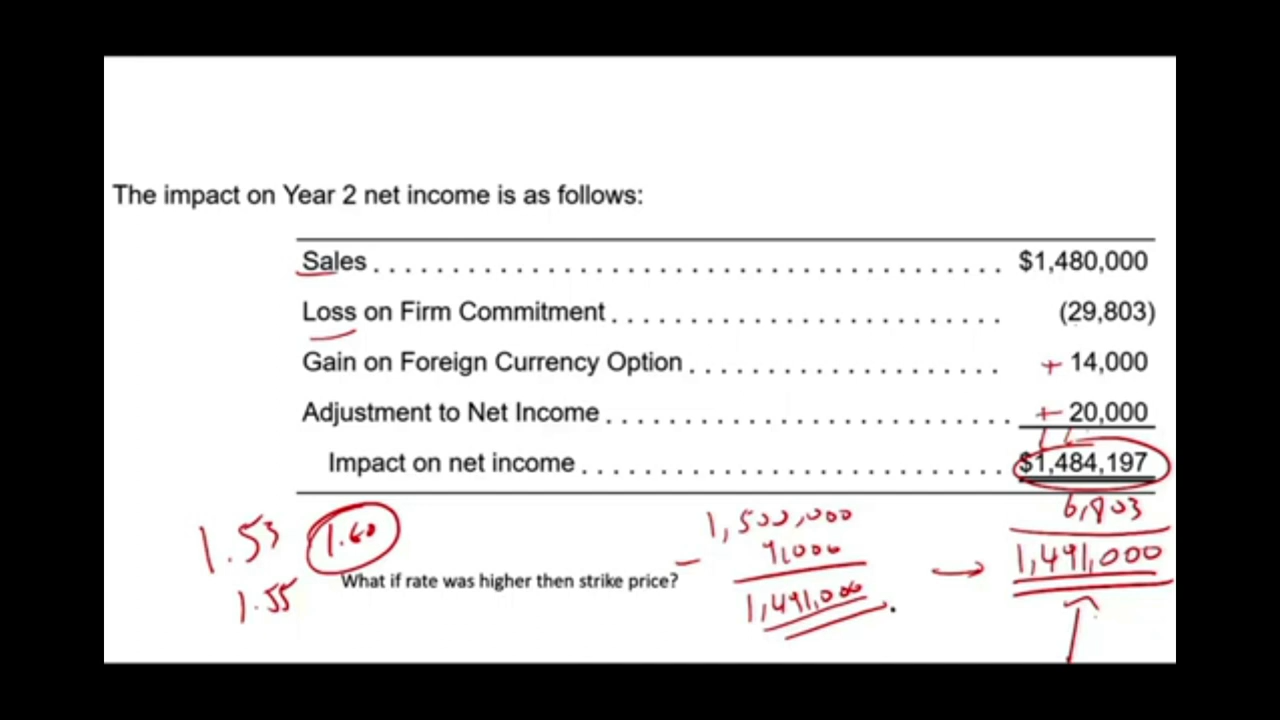 The impact on Year 2 net income is as follows:
Sales . . . . . . . . . . . . . . . . . . . . . . . . . . . . . . . . . . . . . . . . . $1,480,000
Loss on Firm Commitment . . . . . . . . . . . . . . . . . . . . . . . . . (29,803)
Gain on Foreign Currency Option . . . . . . . . . . . . . . . . . . . . + 14,000
Adjustment to Net Income . . . . . . . . . . . . . . . . . . . . . . . . . . + 20,000
Impact on net income . . . . . . . . . . . . . . . . . . . . . . . . . . . $1,484,197
6,803
1.53 1.60 1,500,000
- 9,000 1,491,000
What if rate was higher then strike price?
1.55 1,491,000